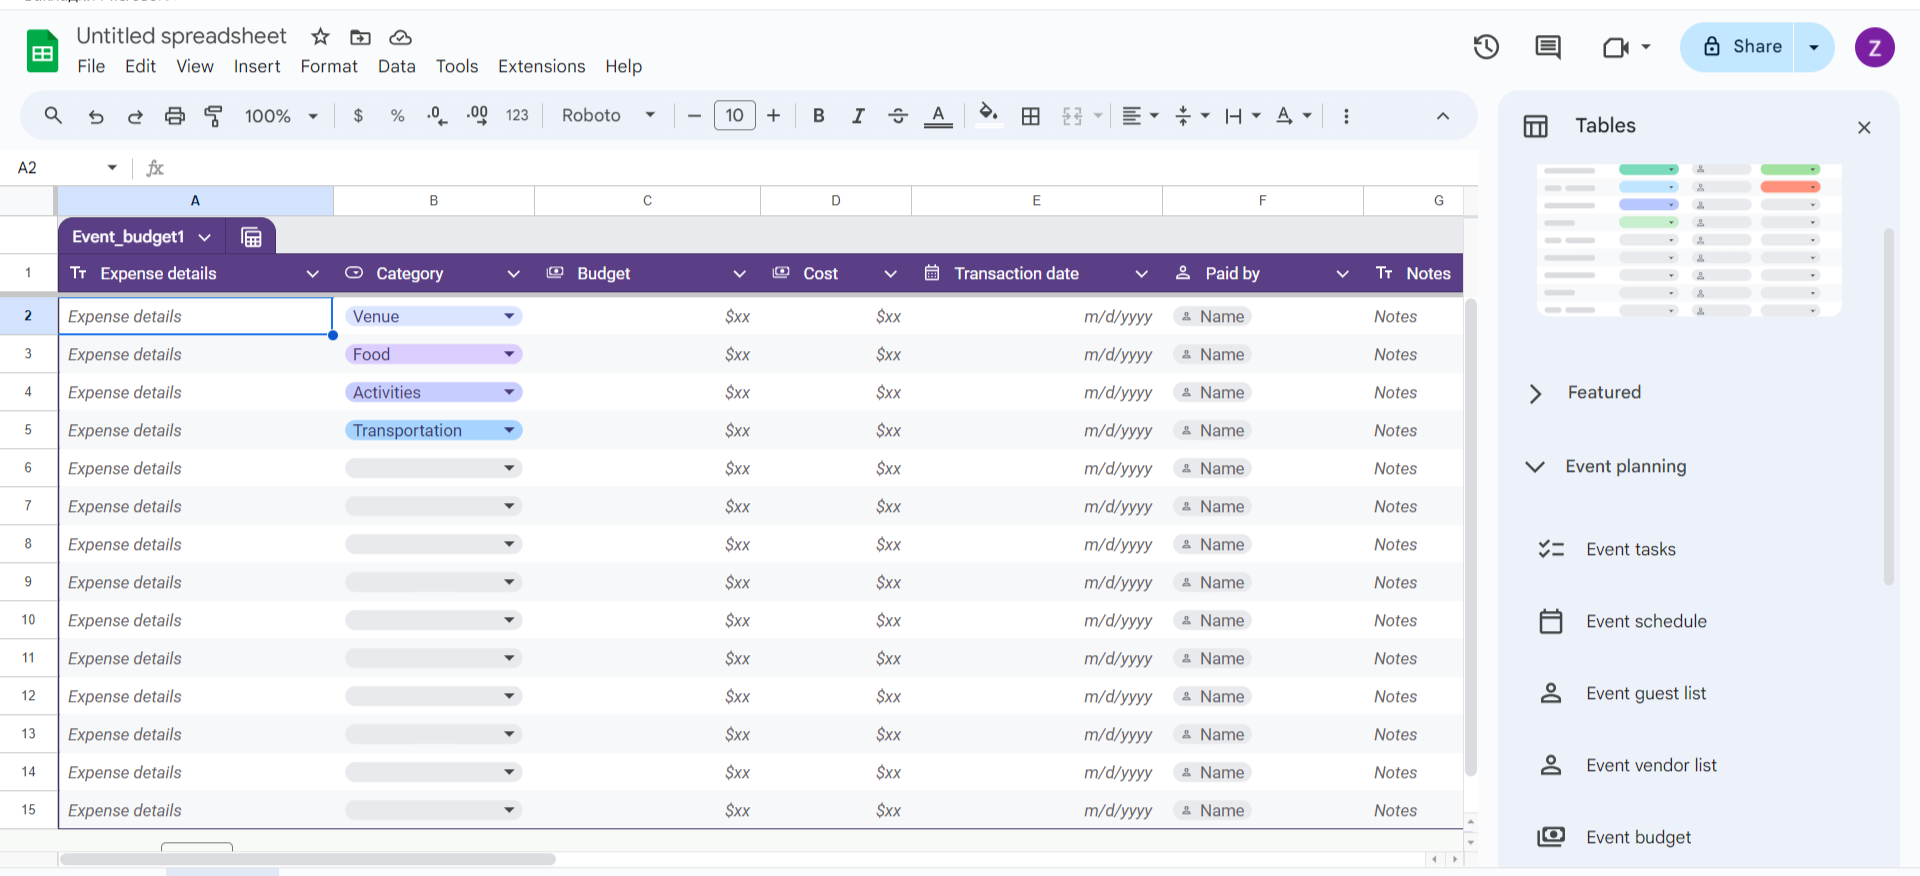 Untitled spreadsheet
File Edit View Insert Format Data Tools Extensions Help
Share
Z
100% $ % .0 .00 123 Roboto 10 B I S A
A2 fx
Tables
A B C D E F G
Event_budget1
1 Tт Expense details Category Budget Cost Transaction date Paid by Tт Notes
2 Expense details Venue $xx $xx m/d/yyyy Name Notes
3 Expense details Food $xx $xx m/d/yyyy Name Notes
4 Expense details Activities $xx $xx m/d/yyyy Name Notes
5 Expense details Transportation $xx $xx m/d/yyyy Name Notes
6 Expense details $xx $xx m/d/yyyy Name Notes
7 Expense details $xx $xx m/d/yyyy Name Notes
8 Expense details $xx $xx m/d/yyyy Name Notes
9 Expense details $xx $xx m/d/yyyy Name Notes
10 Expense details $xx $xx m/d/yyyy Name Notes
11 Expense details $xx $xx m/d/yyyy Name Notes
12 Expense details $xx $xx m/d/yyyy Name Notes
13 Expense details $xx $xx m/d/yyyy Name Notes
14 Expense details $xx $xx m/d/yyyy Name Notes
15 Expense details $xx $xx m/d/yyyy Name Notes
Featured
Event planning
Event tasks
Event schedule
Event guest list
Event vendor list
Event budget